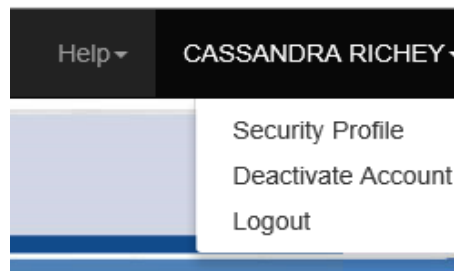 Help CASSANDRA RICHEY
Security Profile
Deactivate Account
Logout